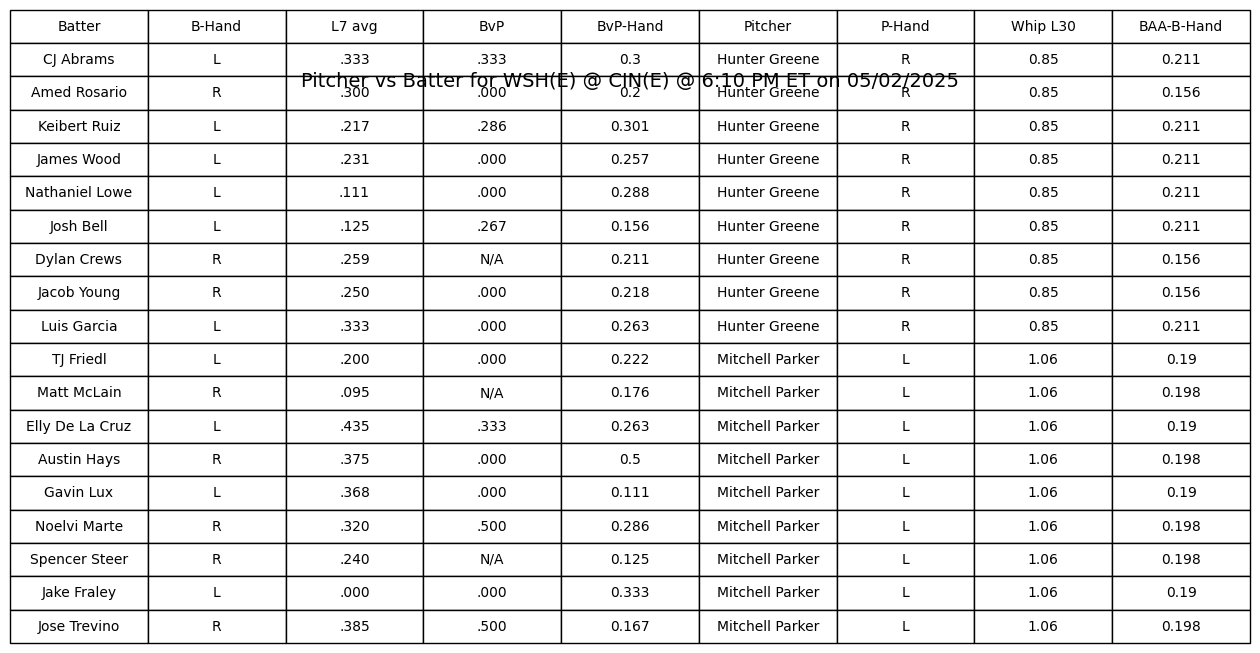 Batter B-Hand L7 avg BvP BvP-Hand Pitcher P-Hand Whip L30 BAA-B-Hand
CJ Abrams L .333 .333 0.3 Hunter Greene R 0.85 0.211
Pitcher vs Batter for WSH(E) @ CIN(E) @ 6:10 PM ET on 05/02/2025
Amed Rosario R .300 .000 0.2 Hunter Greene R 0.85 0.156
Keibert Ruiz L .217 .286 0.301 Hunter Greene R 0.85 0.211
James Wood L .231 .000 0.257 Hunter Greene R 0.85 0.211
Nathaniel Lowe L .111 .000 0.288 Hunter Greene R 0.85 0.211
Josh Bell L .125 .267 0.156 Hunter Greene R 0.85 0.211
Dylan Crews R .259 N/A 0.211 Hunter Greene R 0.85 0.156
Jacob Young R .250 .000 0.218 Hunter Greene R 0.85 0.156
Luis Garcia L .333 .000 0.263 Hunter Greene R 0.85 0.211
TJ Friedl L .200 .000 0.222 Mitchell Parker L 1.06 0.19
Matt McLain R .095 N/A 0.176 Mitchell Parker L 1.06 0.198
Elly De La Cruz L .435 .333 0.263 Mitchell Parker L 1.06 0.19
Austin Hays R .375 .000 0.5 Mitchell Parker L 1.06 0.198
Gavin Lux L .368 .000 0.111 Mitchell Parker L 1.06 0.19
Noelvi Marte R .320 .500 0.286 Mitchell Parker L 1.06 0.198
Spencer Steer R .240 N/A 0.125 Mitchell Parker L 1.06 0.198
Jake Fraley L .000 .000 0.333 Mitchell Parker L 1.06 0.19
Jose Trevino R .385 .500 0.167 Mitchell Parker L 1.06 0.198